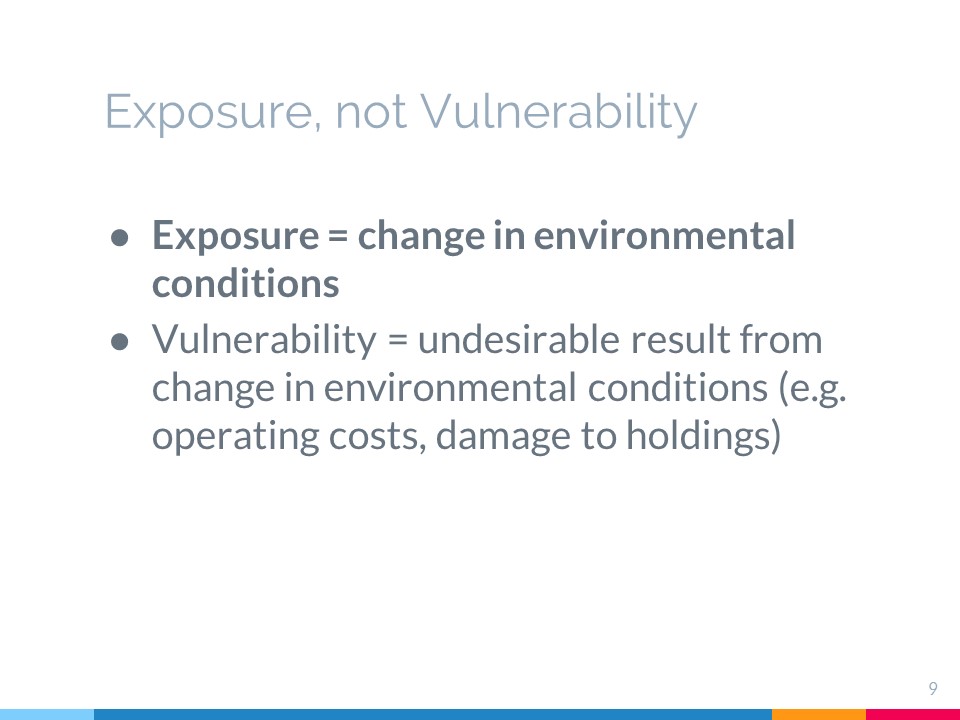 Exposure, not Vulnerability
● Exposure = change in environmental
conditions
● Vulnerability = undesirable result from
change in environmental conditions (e.g.
operating costs, damage to holdings)
9